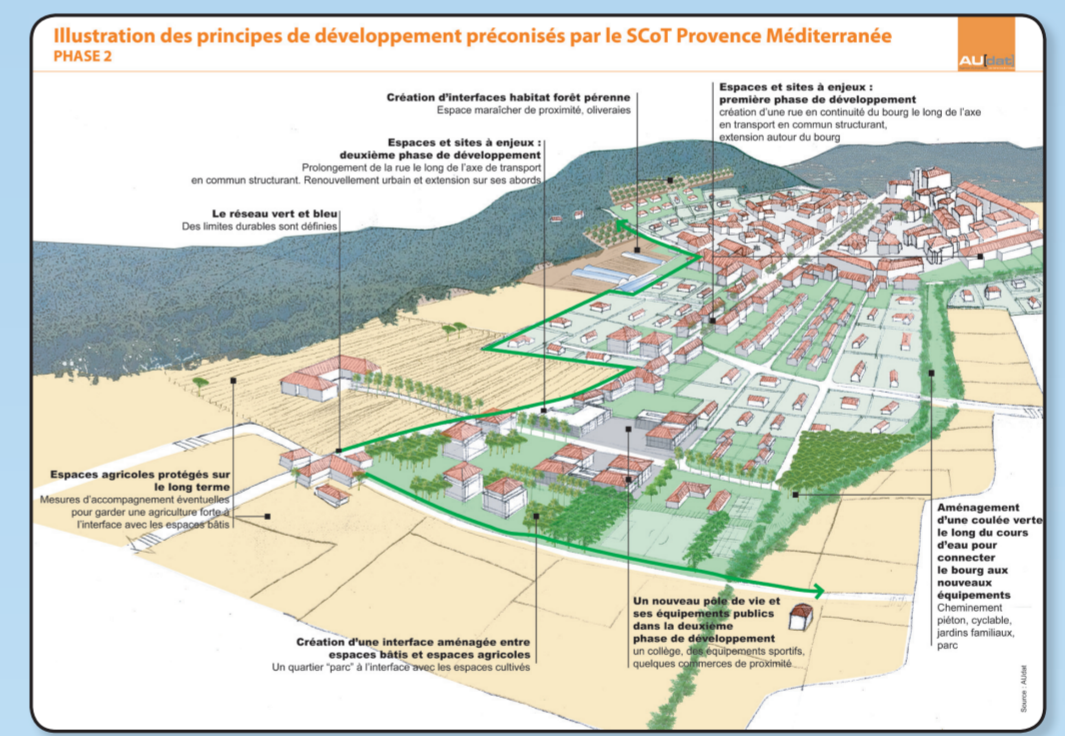 Illustration des principes de développement préconisés par le SCoT Provence Méditerranée
PHASE 2
AU[dat]
Création d'interfaces habitat forêt pérenne
Espace maraîcher de proximité, oliveraies
Espaces et sites à enjeux :
première phase de développement
création d'une rue en continuité du bourg le long de l'axe
en transport en commun structurant,
extension autour du bourg
Espaces et sites à enjeux :
deuxième phase de développement
Prolongement de la rue le long de l'axe de transport
en commun structurant. Renouvellement urbain et extension sur ses abords
Le réseau vert et bleu
Des limites durables sont définies
Espaces agricoles protégés sur
le long terme
Mesures d'accompagnement éventuelles
pour garder une agriculture forte à
l'interface avec les espaces bâtis
Aménagement
d'une coulée verte
le long du cours
d'eau pour
connecter
le bourg aux
nouveaux
équipements
Cheminement
piéton, cyclable,
jardins familiaux,
parc
Un nouveau pôle de vie et
ses équipements publics
dans la deuxième
phase de développement
un collège, des équipements sportifs,
quelques commerces de proximité
Création d'une interface aménagée entre
espaces bâtis et espaces agricoles
Un quartier "parc" à l'interface avec les espaces cultivés
Source : AUdat